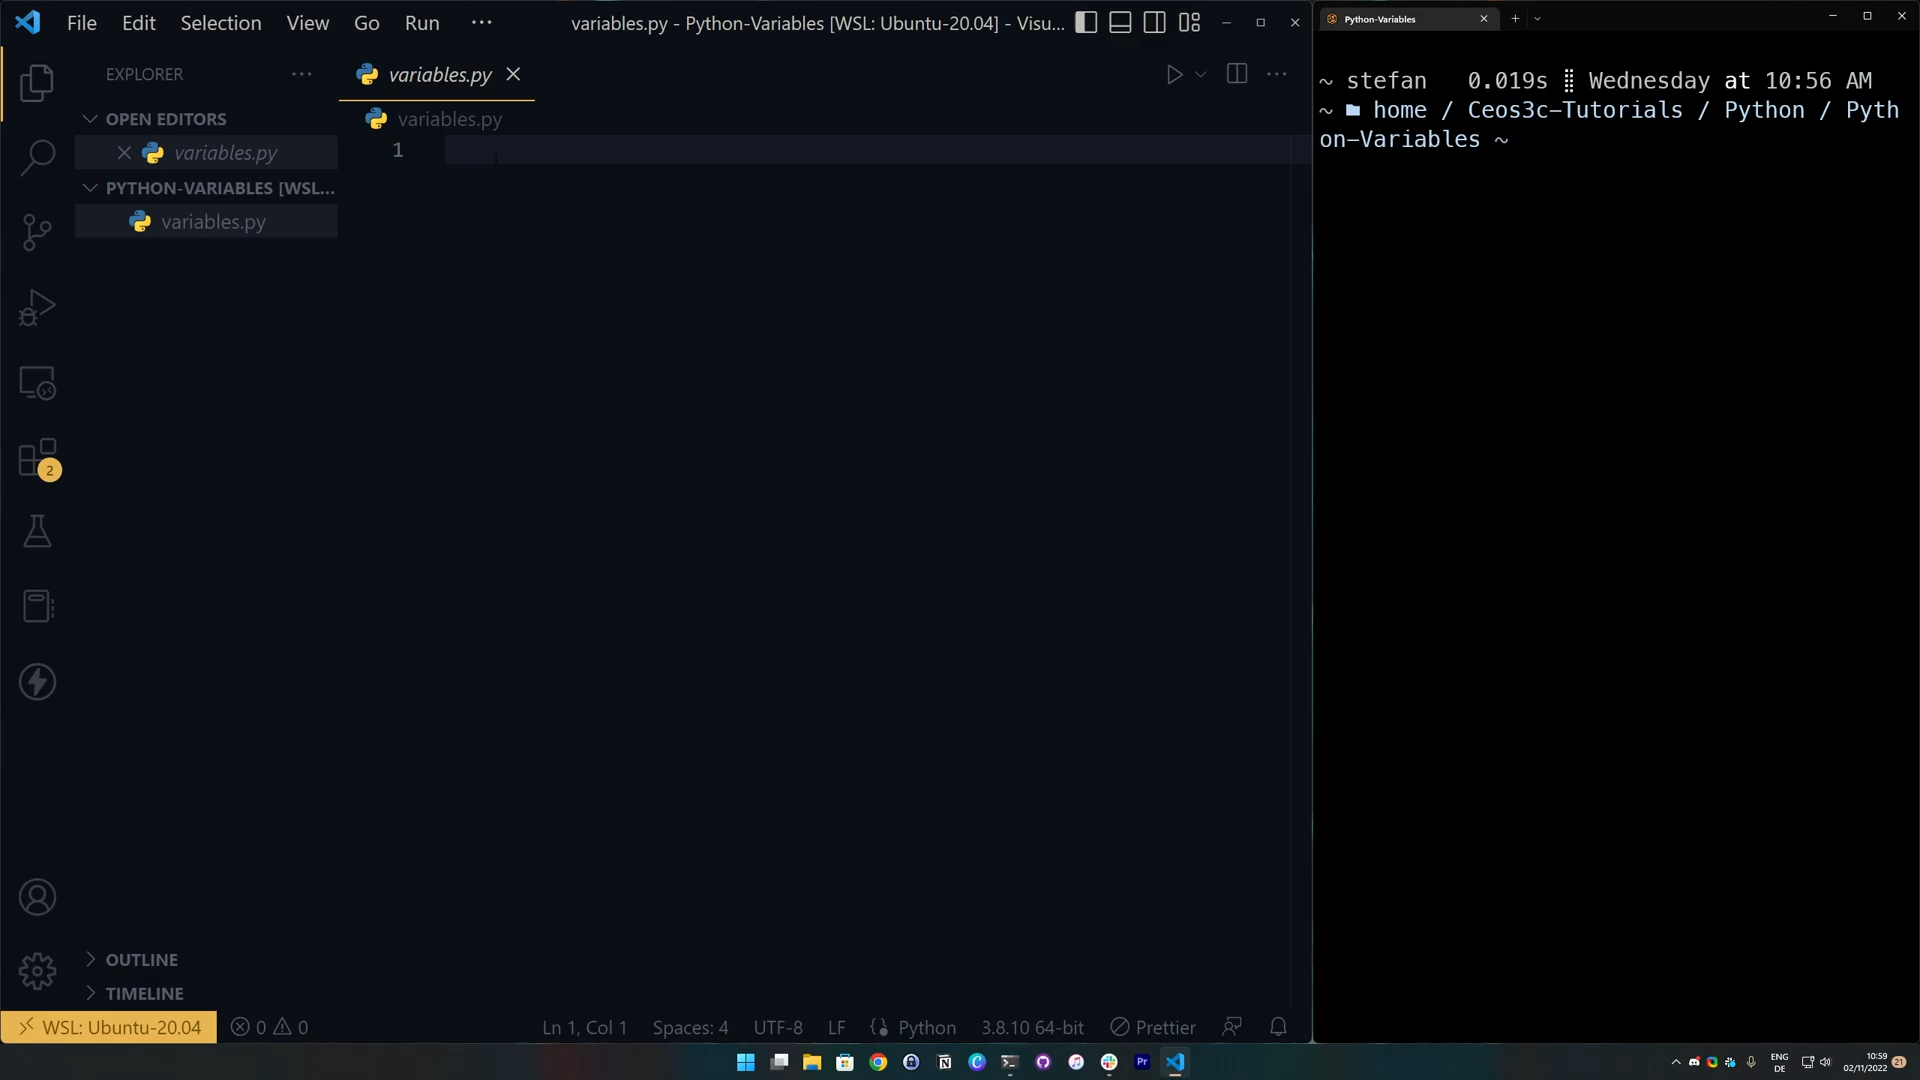 File Edit Selection View Go Run ··· variables.py - Python-Variables [WSL: Ubuntu-20.04] - Visu...
EXPLORER ···
variables.py
OPEN EDITORS
variables.py
PYTHON-VARIABLES [WSL...
variables.py
variables.py
1
2
OUTLINE
TIMELINE
WSL: Ubuntu-20.04 0 0 Ln 1, Col 1 Spaces: 4 UTF-8 LF Python 3.8.10 64-bit Prettier
Python-Variables
~ stefan 0.019s ⣿ Wednesday at 10:56 AM
~ home / Ceos3c-Tutorials / Python / Pyth
on-Variables ~
Pr
ENG
DE
10:59
02/11/2022
21